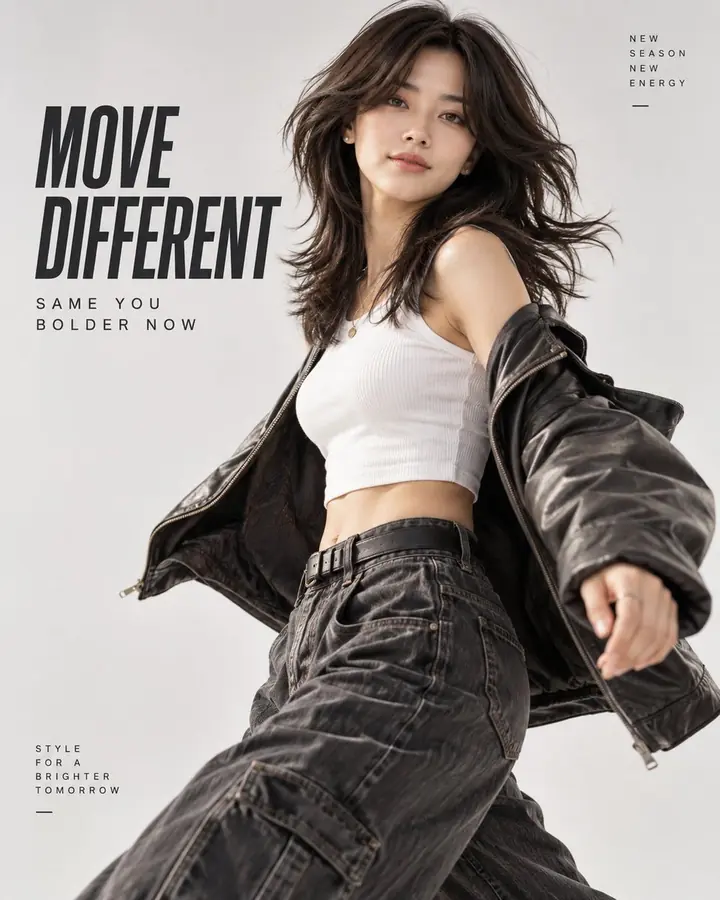 NEW
SEASON
NEW
ENERGY
MOVE
DIFFERENT
SAME YOU
BOLDER NOW
STYLE
FOR A
BRIGHTER
TOMORROW